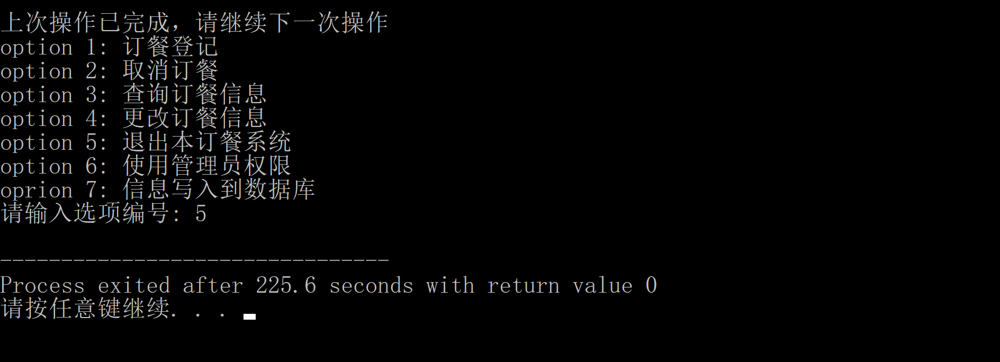 上次操作已完成，请继续下一次操作
option 1: 订餐登记
option 2: 取消订餐
option 3: 查询订餐信息
option 4: 更改订餐信息
option 5: 退出本订餐系统
option 6: 使用管理员权限
oprion 7: 信息写入到数据库
请输入选项编号: 5
--------------------------------
Process exited after 225.6 seconds with return value 0
请按任意键继续. . .